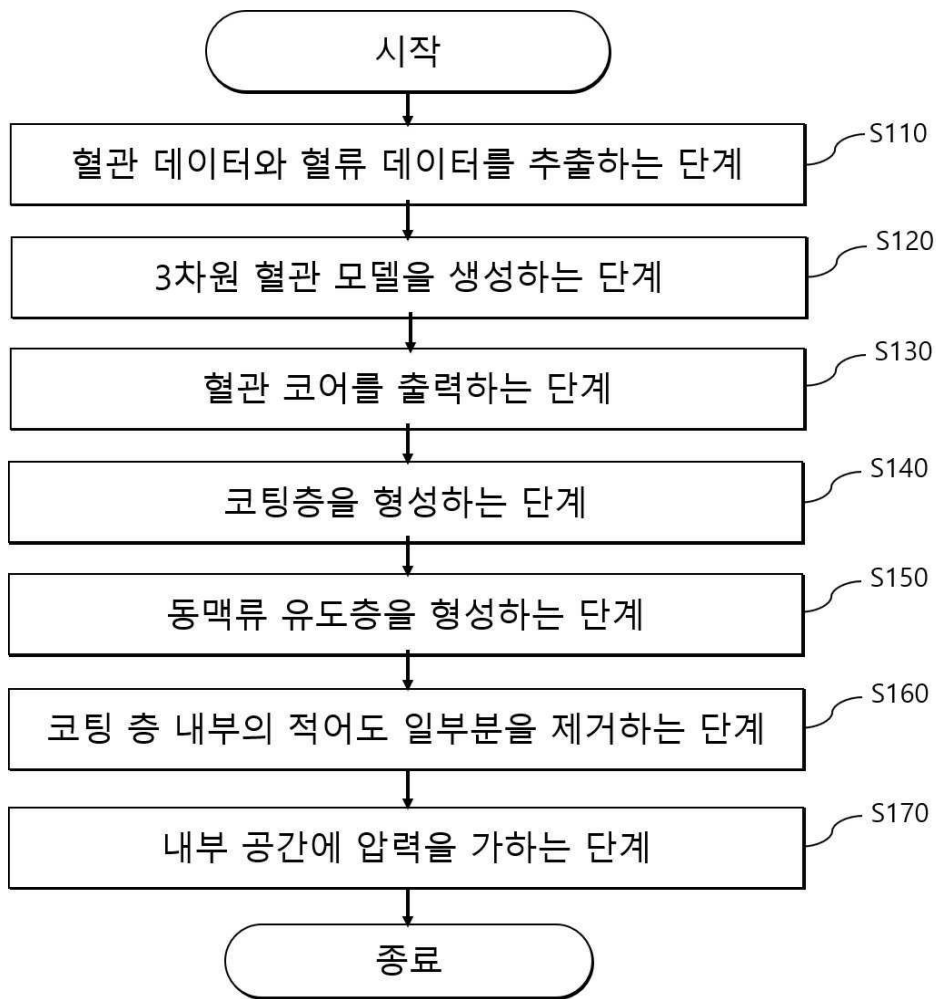 시작
혈관 데이터와 혈류 데이터를 추출하는 단계
S110
3차원 혈관 모델을 생성하는 단계
S120
혈관 코어를 출력하는 단계
S130
코팅층을 형성하는 단계
S140
동맥류 유도층을 형성하는 단계
S150
코팅 층 내부의 적어도 일부분을 제거하는 단계
S160
내부 공간에 압력을 가하는 단계
S170
종료